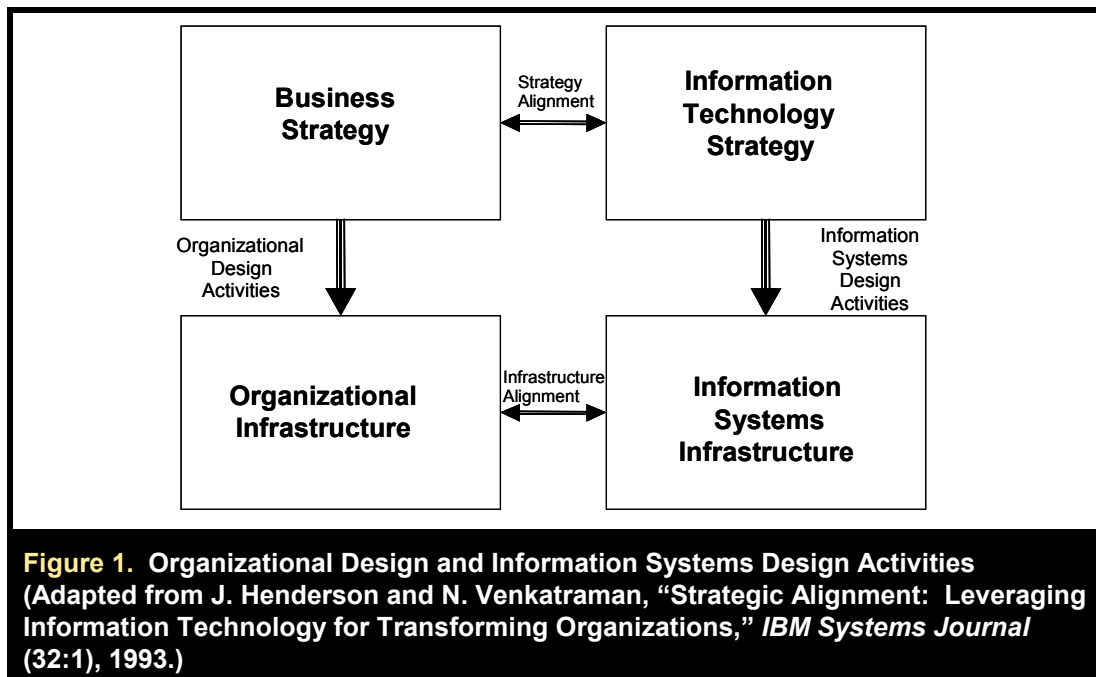 Business
Strategy
Strategy
Alignment
Information
Technology
Strategy
Organizational
Design
Activities
Information
Systems
Design
Activities
Organizational
Infrastructure
Infrastructure
Alignment
Information
Systems
Infrastructure
Figure 1. Organizational Design and Information Systems Design Activities
(Adapted from J. Henderson and N. Venkatraman, “Strategic Alignment: Leveraging
Information Technology for Transforming Organizations,” IBM Systems Journal
(32:1), 1993.)